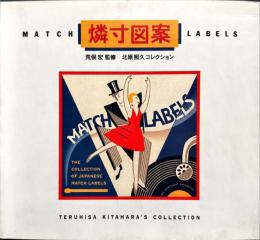 MATCH 燐寸図案 LABELS
荒俣宏 監修　北原照久コレクション
MATCH LABELS
THE
COLLECTION
OF JAPANESE
MATCH LABELS
TERUHISA KITAHARA'S COLLECTION